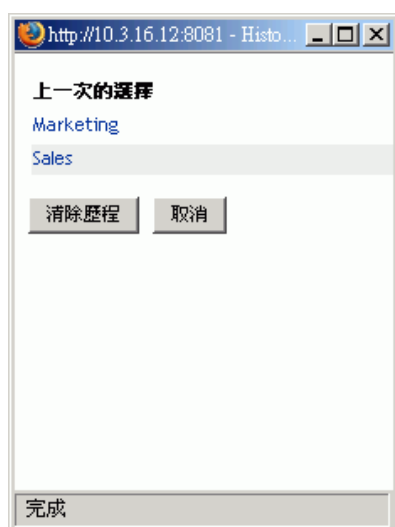 http://10.3.16.12:8081 - Histo...
上一次的選擇
Marketing
Sales
清除歷程 取消
完成